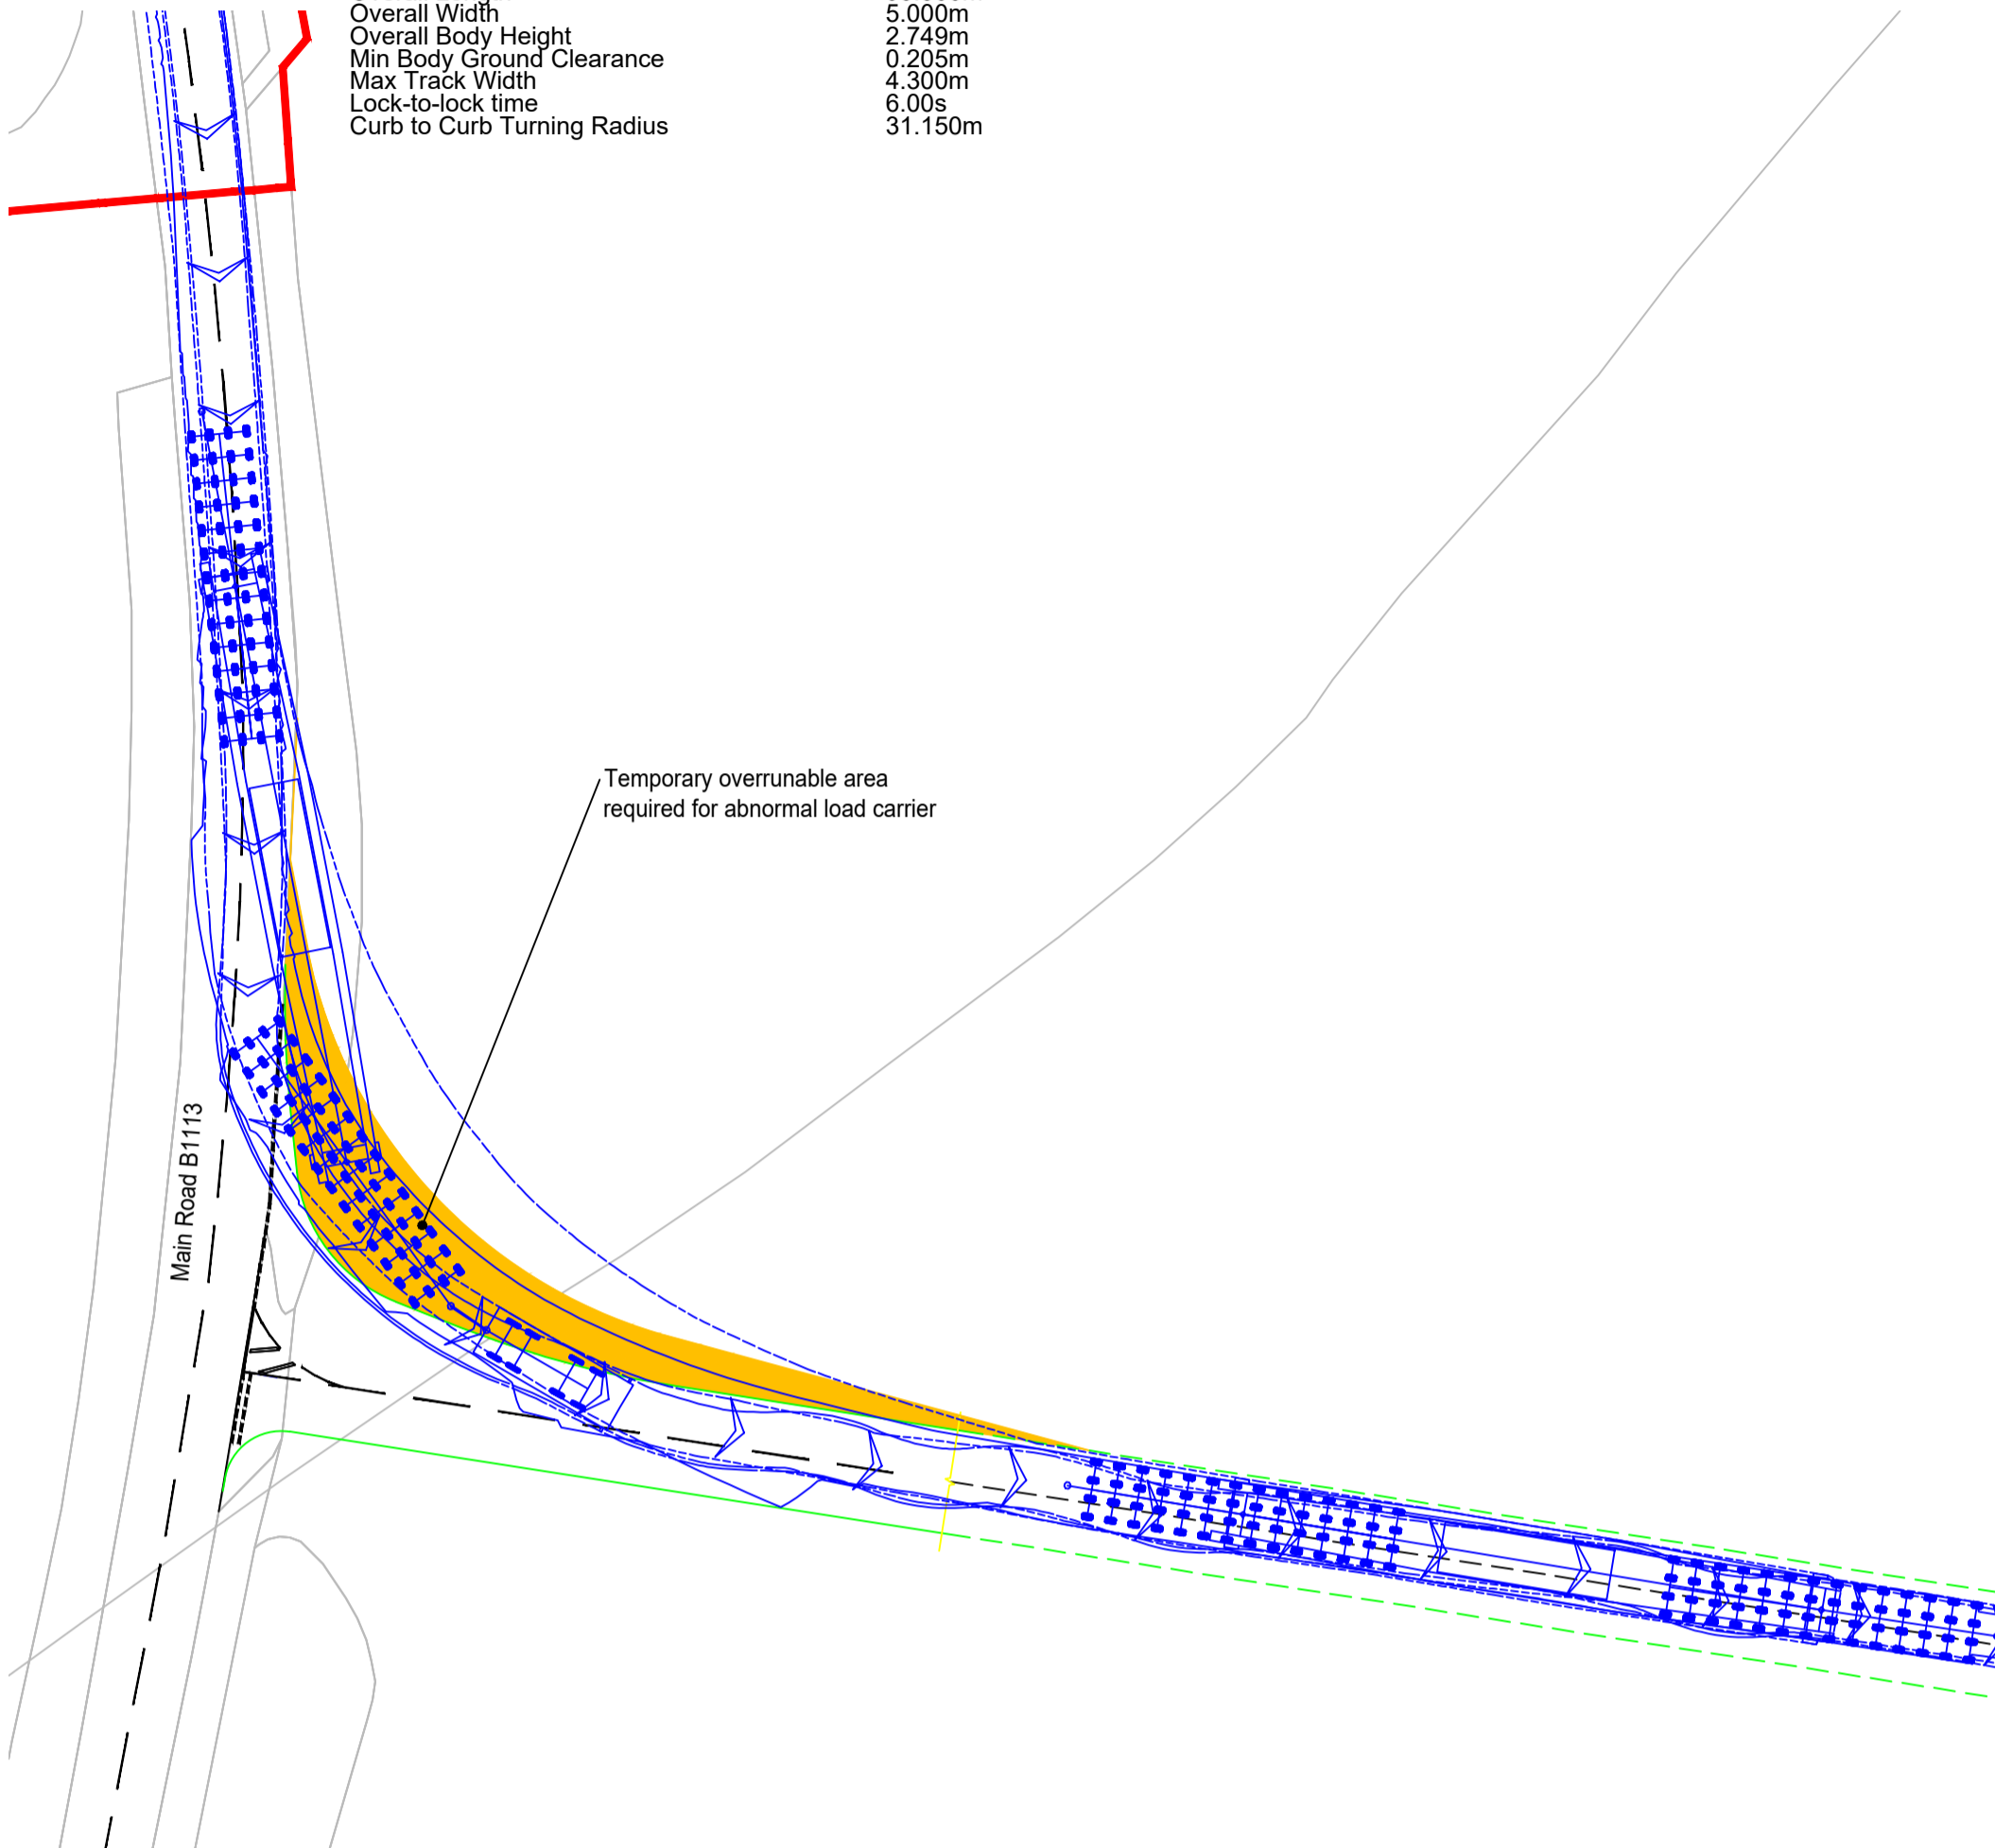 Overall Width 5.000m
Overall Body Height 2.749m
Min Body Ground Clearance 0.205m
Max Track Width 4.300m
Lock-to-lock time 6.00s
Curb to Curb Turning Radius 31.150m
Temporary overrunable area
required for abnormal load carrier
Main Road B1113